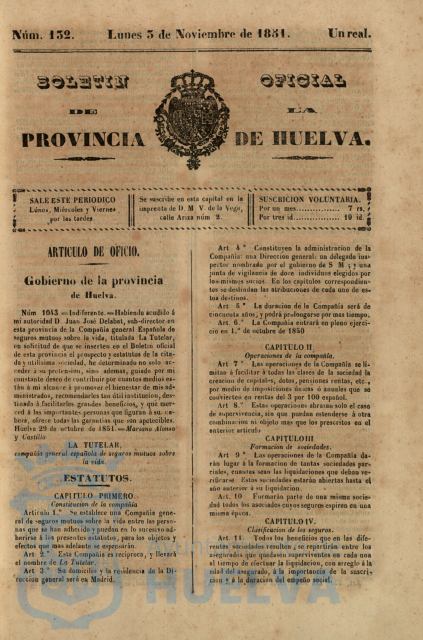 Núm. 132. Lunes 3 de Noviembre de 1851. Un real.
BOLETIN OFICIAL
DE LA
PROVINCIA DE HUELVA.
SALE ESTE PERIODICO
Lúnes, Miércoles y Viernes
por las tardes.
Se suscribe en esta capital en la
imprenta de D. M. V. de la Vega,
calle Ariza núm 2.
SUSCRICION VOLUNTARIA.
Por un mes............... 7 rs.
Por tres id............... 19 id.
ARTICULO DE OFICIO.
Gobierno de la provincia
de Huelva.
Núm 1043 = Indiferente. = Habiendo acudido á
mi autoridad D. Juan José Delabat, sub-director en
esta provincia de la Compañía general Española de
seguros mutuos sobre la vida, titulada La Tutelar,
en solicitud de que se inserten en el Boletin oficial
de esta provincia el prospecto y estatutos de la cita-
da y utilísima sociedad, he determinado no solo ac-
ceder á su pretension, sino ademas, guiado por mi
constante deseo de contribuir por cuantos medios es-
tén á mi alcance á promover el bienestar de mis ad-
ministrados, recomendarles tan útil institucion, des-
tinada á facilitarles grandes beneficios, y que mer-
ced á las importantes personas que figuran á su ca-
beza, ofrece todas las garantías que son apetecibles.
Huelva 29 de octubre de 1851. = Mariano Alonso
y Castillo
LA TUTELAR,
compañia general española de seguros mutuos sobre
la vida.
ESTATUTOS.
CAPITULO PRIMERO.
Constitucion de la compañia
Artículo 1.° Se establece una Compañía gene-
ral de seguros mutuos sobre la vida entre las perso-
nas que se han adherido y puedan en lo sucesivo ad-
herirse á los presentes estatutos, para los objetos y
efectos que mas adelante se espresarán.
Art 2.° Esta Compañía es recíproca, y llevará
el nombre de La Tutelar.
Art 3.° Su domicilio y la residencia de la Di-
reccion general será en Madrid.
Art 4° Constituyen la administracion de la
Compañía: una Direccion general: un delegado ins-
pector nombrado por el gobierno de S M; y una
junta de vigilancia de doce individuos elegidos por
los mismos socios. En los capítulos correspondien-
tes se deslindan las atribuciones de cada uno de es-
tos destinos.
Art 5° La duracion de la Compañía será de
cincuenta años, y podrá prolongarse por mas tiempo.
Art. 6.° La Compañía entrará en pleno ejerci-
cio en 1.° de octubre de 1850
CAPITULO II
Operaciones de la compañia.
Art 7° Las operaciones de la Compañía se li-
mitan á facilitar á todas las clases de la sociedad la
creacion de capitales, dotes, pensiones rentas, etc.,
por medio de imposiciones únicas ó anuales que se
convierten en rentas del 3 por 100 español.
Art 8.° Estas operaciones abrazan solo el caso
de supervivencia, sin que puedan estenderse á otra
combinacion ni objeto mas que los prescritos en el
anterior artículo
CAPITULO III
Formacion de sociedades.
Art 9° Las operaciones de la Compañía da-
rán lugar á la formacion de tantas sociedades par-
ciales, cuantas sean las liquidaciones que deban ve-
rificarse Estas sociedades estarán abiertas hasta el
año anterior á su liquidacion.
Art. 10 Formarán parte de una misma socie-
dad todos los asociados cuyos seguros espiren en una
misma época.
CAPITULO IV.
Clasificacion de los seguros.
Art. 11. Todos los beneficios que en las dife-
rentes sociedades resulten, se repartirán entre los
asegurados que quedasen supervivientes en cada una
al tiempo de efectuar la liquidacion, con arreglo á la
edad del asegurado, á la importancia de la suscri-
cion y á la duracion del empeño social.
HUELVA